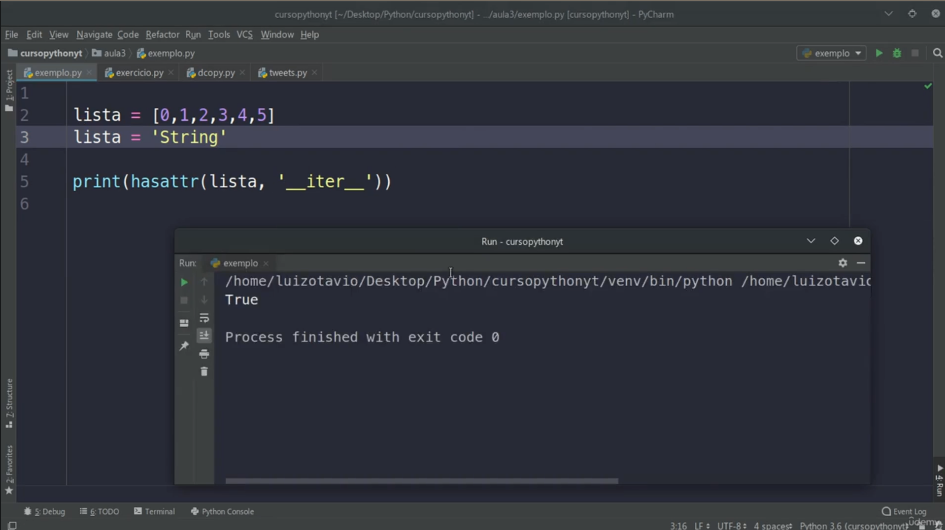 cursopythonyt [~/Desktop/Python/cursopythonyt] - .../aula3/exemplo.py [cursopythonyt] - PyCharm
File Edit View Navigate Code Refactor Run Tools VCS Window Help
cursopythonyt aula3 exemplo.py exemplo
exemplo.py exercicio.py dcopy.py tweets.py
1: Project
1
2 lista = [0,1,2,3,4,5]
3 lista = 'String'
4
5 print(hasattr(lista, '__iter__'))
6
Run - cursopythonyt
Run: exemplo
/home/luizotavio/Desktop/Python/cursopythonyt/venv/bin/python /home/luizotavio
True
Process finished with exit code 0
7: Structure
2: Favorites
4: Run
5: Debug 6: TODO Terminal Python Console Event Log
3:16 LF UTF-8 4 spaces Python 3.6 (cursopythonyt)
udemy